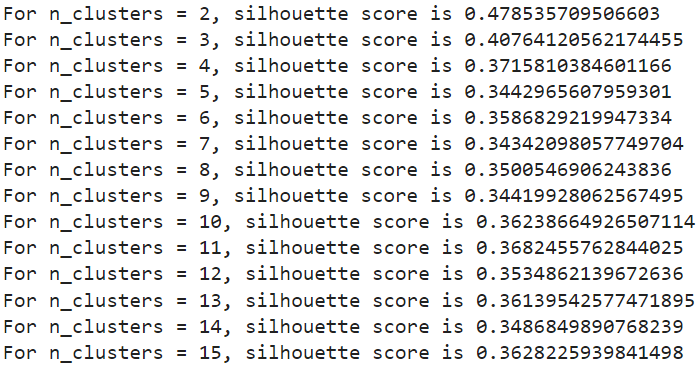 For n_clusters = 2, silhouette score is 0.478535709506603
For n_clusters = 3, silhouette score is 0.40764120562174455
For n_clusters = 4, silhouette score is 0.3715810384601166
For n_clusters = 5, silhouette score is 0.3442965607959301
For n_clusters = 6, silhouette score is 0.3586829219947334
For n_clusters = 7, silhouette score is 0.34342098057749704
For n_clusters = 8, silhouette score is 0.3500546906243836
For n_clusters = 9, silhouette score is 0.34419928062567495
For n_clusters = 10, silhouette score is 0.36238664926507114
For n_clusters = 11, silhouette score is 0.3682455762844025
For n_clusters = 12, silhouette score is 0.3534862139672636
For n_clusters = 13, silhouette score is 0.36139542577471895
For n_clusters = 14, silhouette score is 0.3486849890768239
For n_clusters = 15, silhouette score is 0.3628225939841498